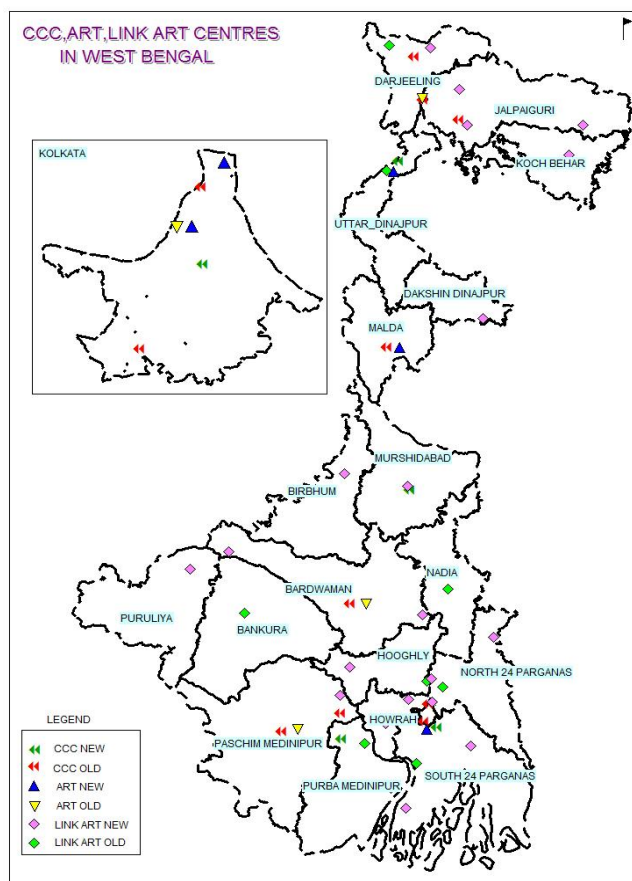 CCC,ART,LINK ART CENTRES
IN WEST BENGAL
DARJEELING
JALPAIGURI
KOCH BEHAR
KOLKATA
UTTAR_DINAJPUR
DAKSHIN DINAJPUR
MALDA
MURSHIDABAD
BIRBHUM
NADIA
BARDWAMAN
PURULIYA
BANKURA
HOOGHLY
NORTH 24 PARGANAS
HOWRAH
PASCHIM MEDINIPUR
SOUTH 24 PARGANAS
PURBA MEDINIPUR
LEGEND
CCC NEW
CCC OLD
ART NEW
ART OLD
LINK ART NEW
LINK ART OLD